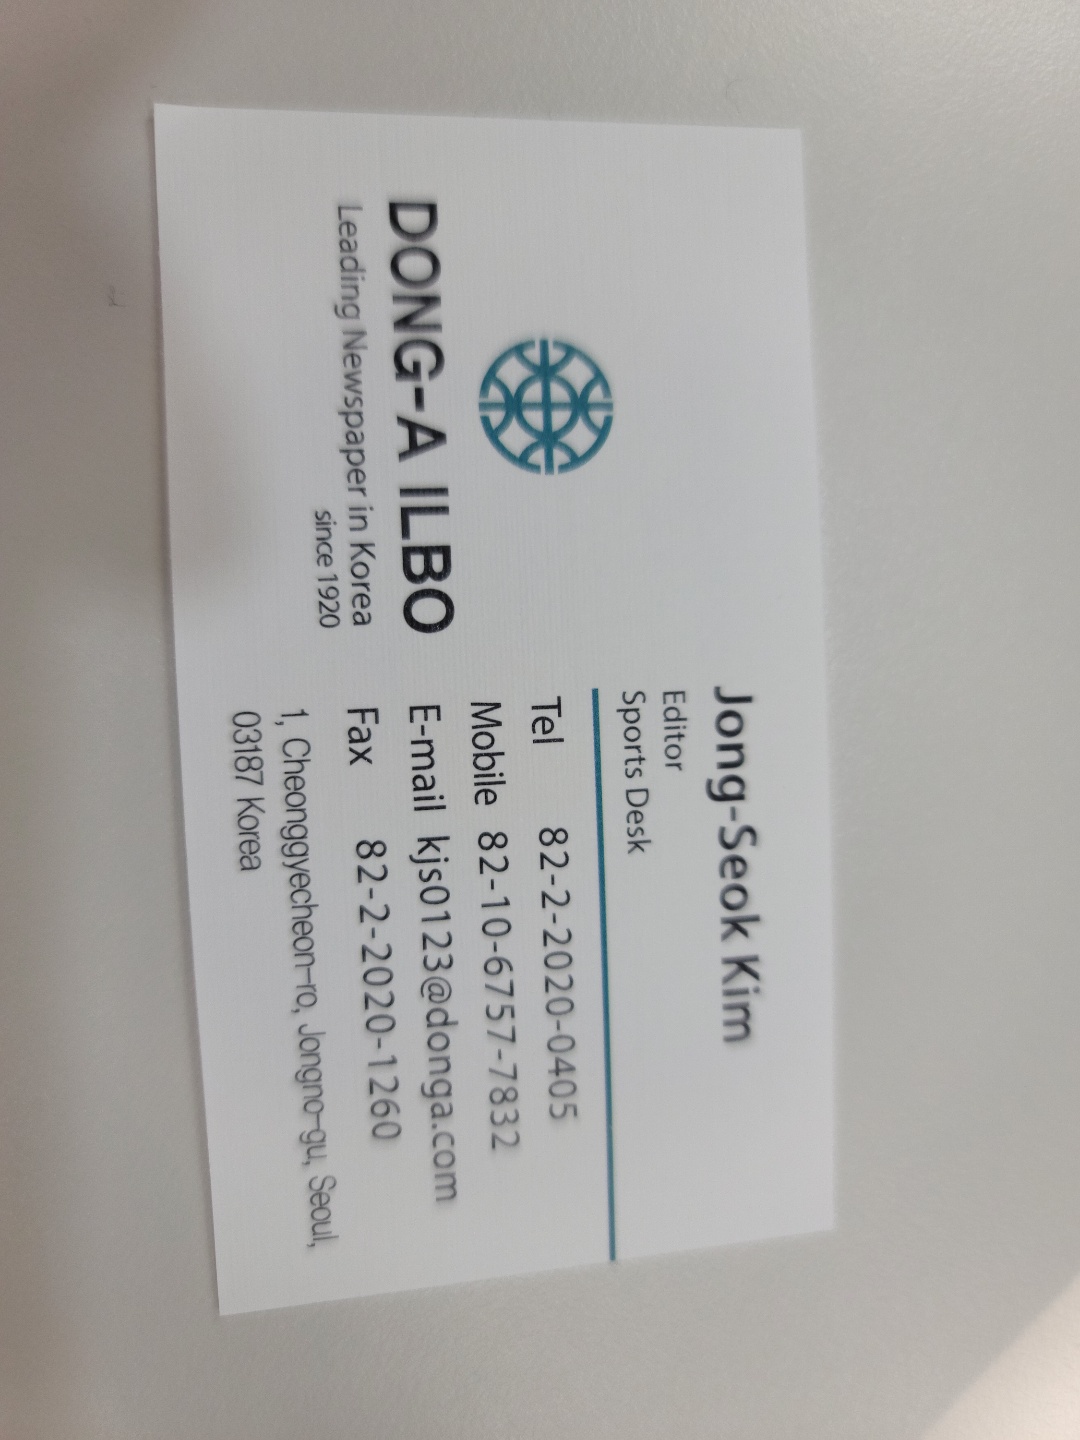 DONG-A ILBO
Leading Newspaper in Korea
since 1920
Jong-Seok Kim
Editor
Sports Desk
Tel 82-2-2020-0405
Mobile 82-10-6757-7832
E-mail kjs0123@donga.com
Fax 82-2-2020-1260
1, Cheonggyecheon-ro, Jongno-gu, Seoul,
03187 Korea